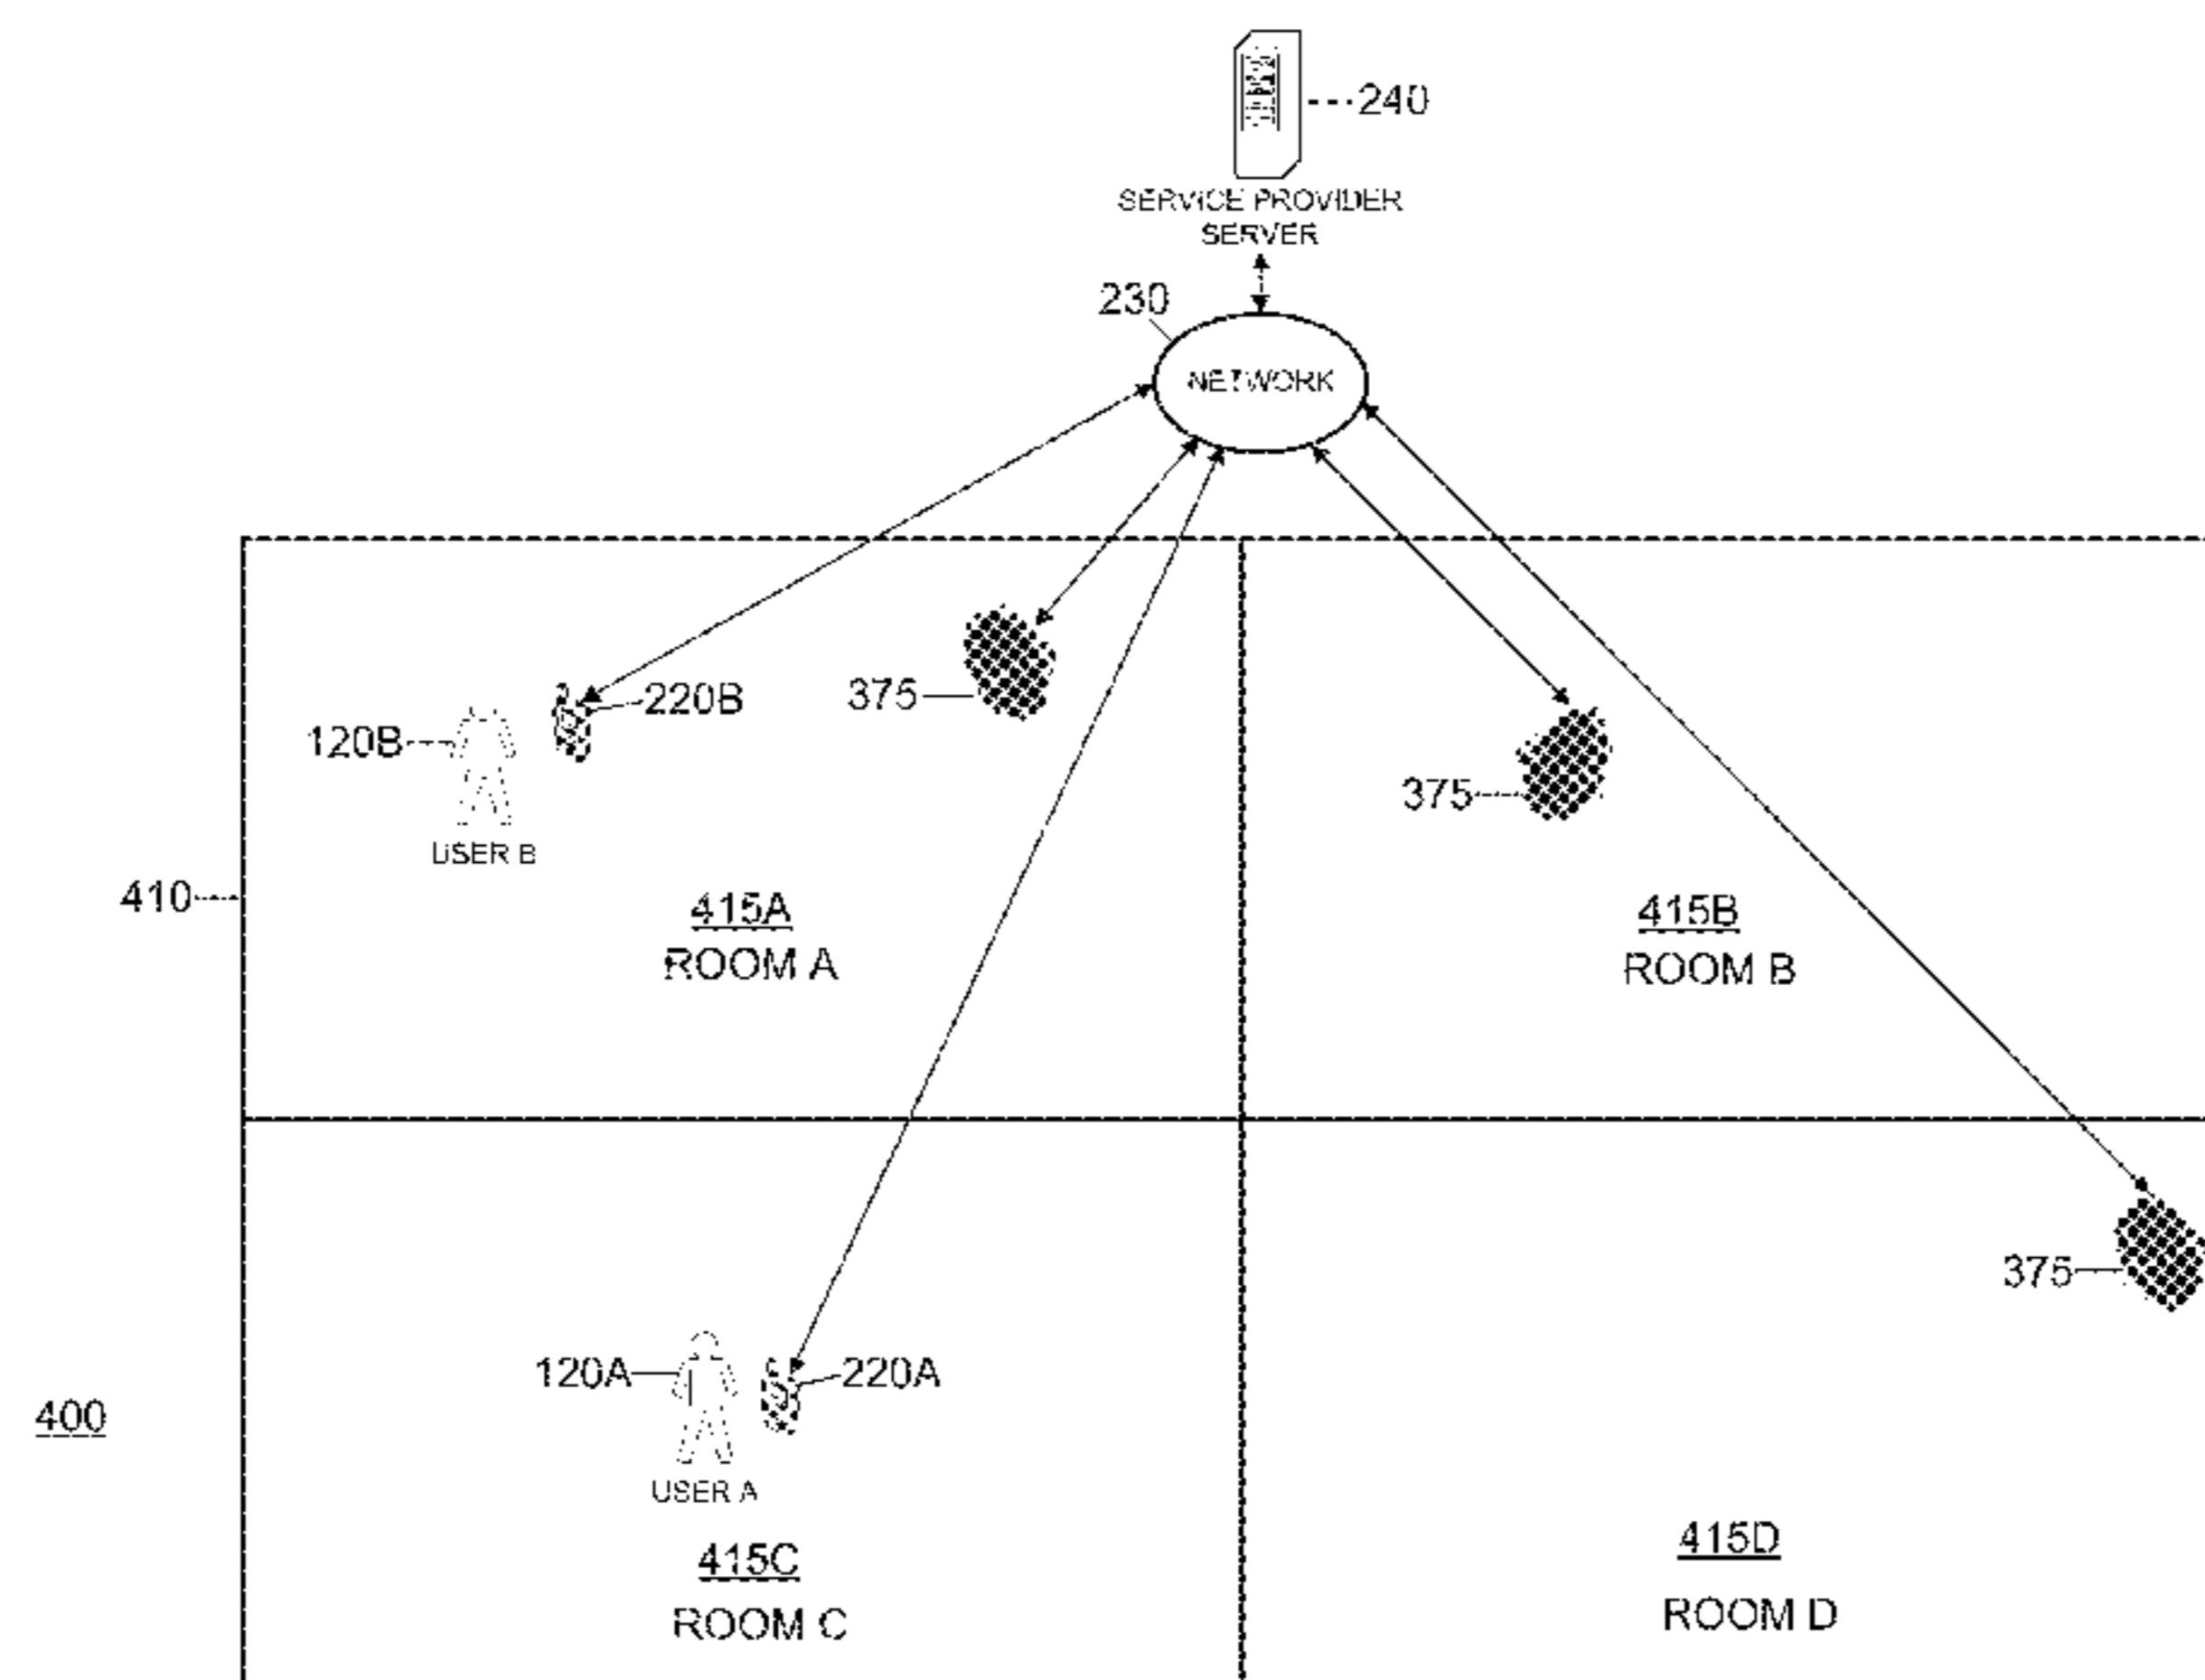 240
SERVICE PROVIDER
SERVER
230
NETWORK
220B
375
120B
375
USER B
410
415A
ROOM A
415B
ROOM B
375
120A
220A
400
USER A
415C
ROOM C
415D
ROOM D